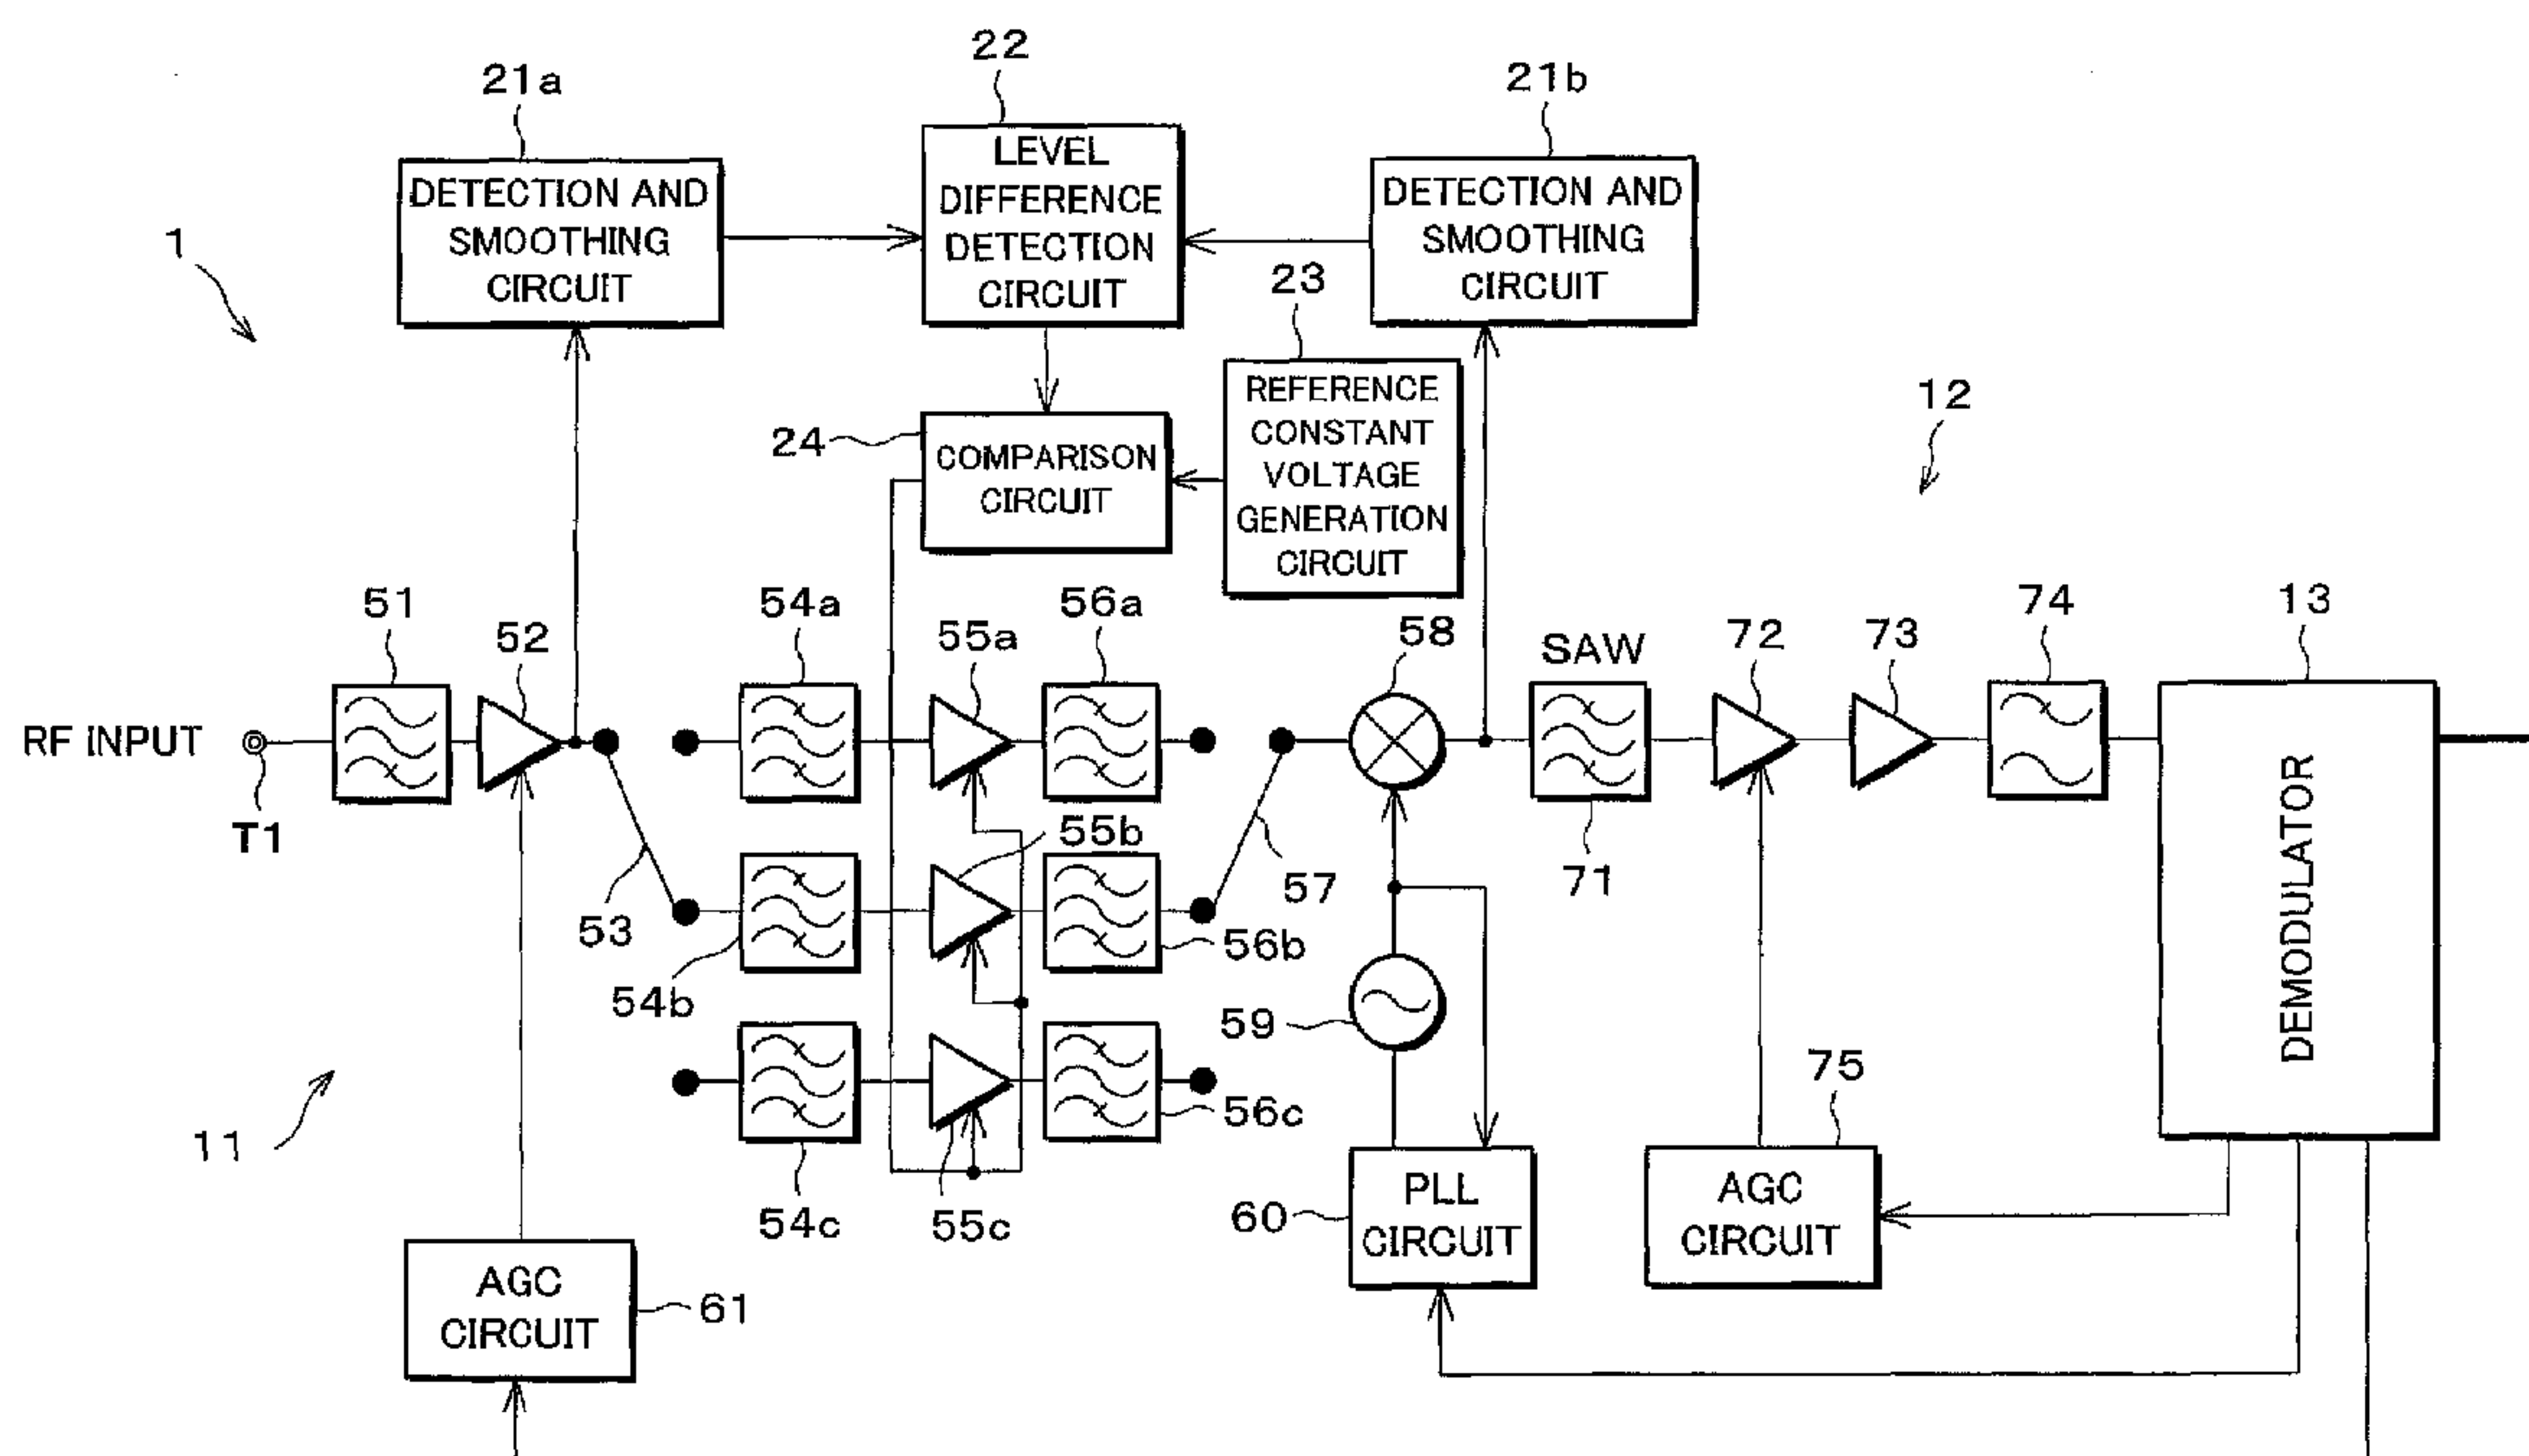 22
21a
21b
LEVEL
DIFFERENCE
DETECTION
CIRCUIT
DETECTION AND
SMOOTHING
CIRCUIT
DETECTION AND
SMOOTHING
CIRCUIT
1
23
REFERENCE
CONSTANT
VOLTAGE
GENERATION
CIRCUIT
12
24
COMPARISON
CIRCUIT
51
52
54a
55a
56a
58
SAW
72
73
74
13
RF INPUT
T1
53
55b
57
71
DEMODULATOR
54b
56b
59
11
54c
55c
56c
60
PLL
CIRCUIT
75
AGC
CIRCUIT
AGC
CIRCUIT
61